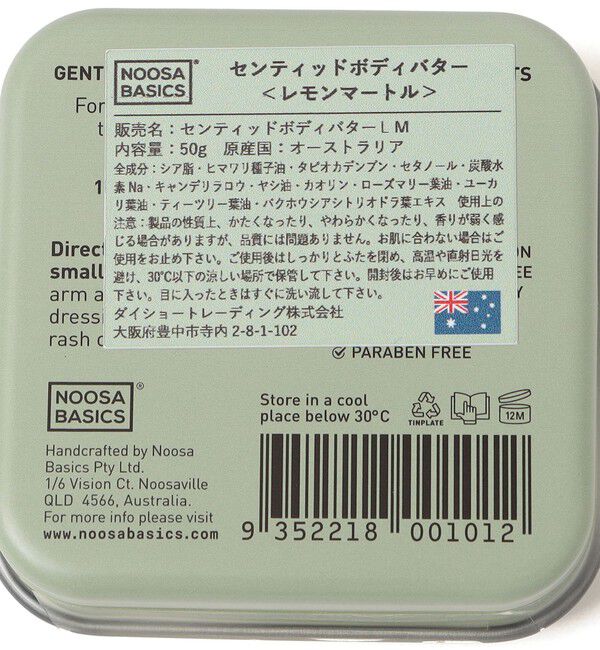 GENT
TS
For
t
1
Direct
small
arm a
dressi
rash o
ON
EE
Y
NOOSA
BASICS®
センティッドボディバター
<レモンマートル>
販売名：センティッドボディバターL M
内容量：50g 原産国：オーストラリア
全成分：シア脂・ヒマワリ種子油・タピオカデンプン・セタノール・炭酸水
素Na・キャンデリラロウ・ヤシ油・カオリン・ローズマリー葉油・ユーカ
リ葉油・ティーツリー葉油・バクホウシアシトリオドラ葉エキス 使用上の
注意：製品の性質上、かたくなったり、やわらかくなったり、香りが弱く感
じる場合がありますが、品質には問題ありません。お肌に合わない場合はご
使用をお止め下さい。ご使用後はしっかりとふたを閉め、高温や直射日光を
避け、30℃以下の涼しい場所で保管して下さい。開封後はお早めにご使用
下さい。目に入ったときはすぐに洗い流して下さい。
ダイショートレーディング株式会社
大阪府豊中市寺内 2-8-1-102
PARABEN FREE
NOOSA
BASICS®
Store in a cool
place below 30°C
TINPLATE
12M
Handcrafted by Noosa
Basics Pty Ltd.
1/6 Vision Ct. Noosaville
QLD 4566, Australia.
For more info please visit
www.noosabasics.com
9 352218 001012